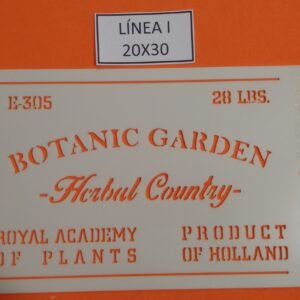 LÍNEA I
20X30
E-305 28 LBS.
BOTANIC GARDEN
-Herbal Country-
ROYAL ACADEMY PRODUCT
OF PLANTS OF HOLLAND